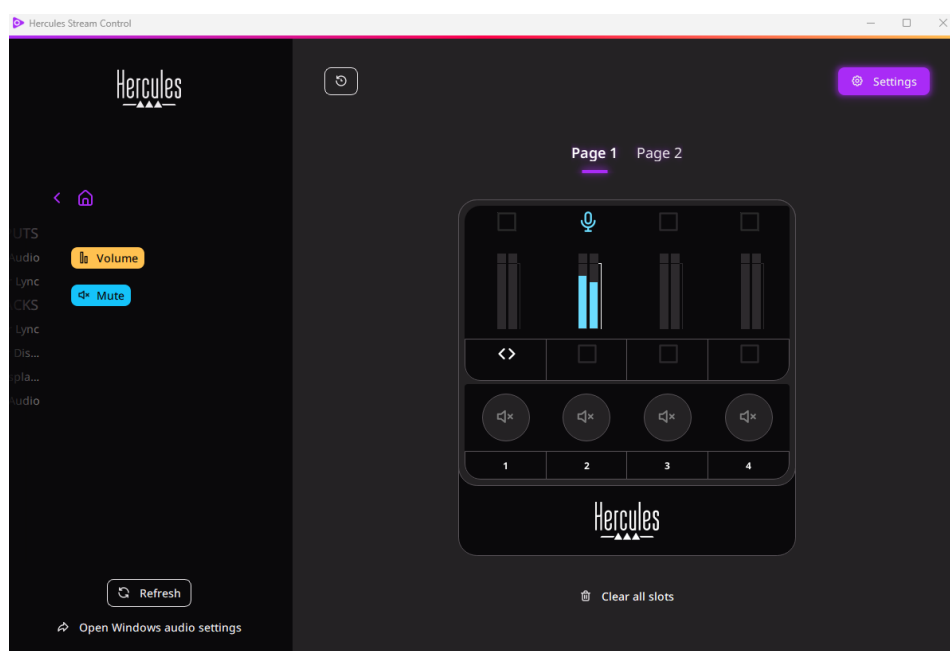 Hercules Stream Control
Hercules
Settings
Page 1 Page 2
UTS
udio
Volume
Lync
Mute
CKS
Lync
Dis...
pla...
udio
1 2 3 4
Hercules
Refresh
Clear all slots
Open Windows audio settings